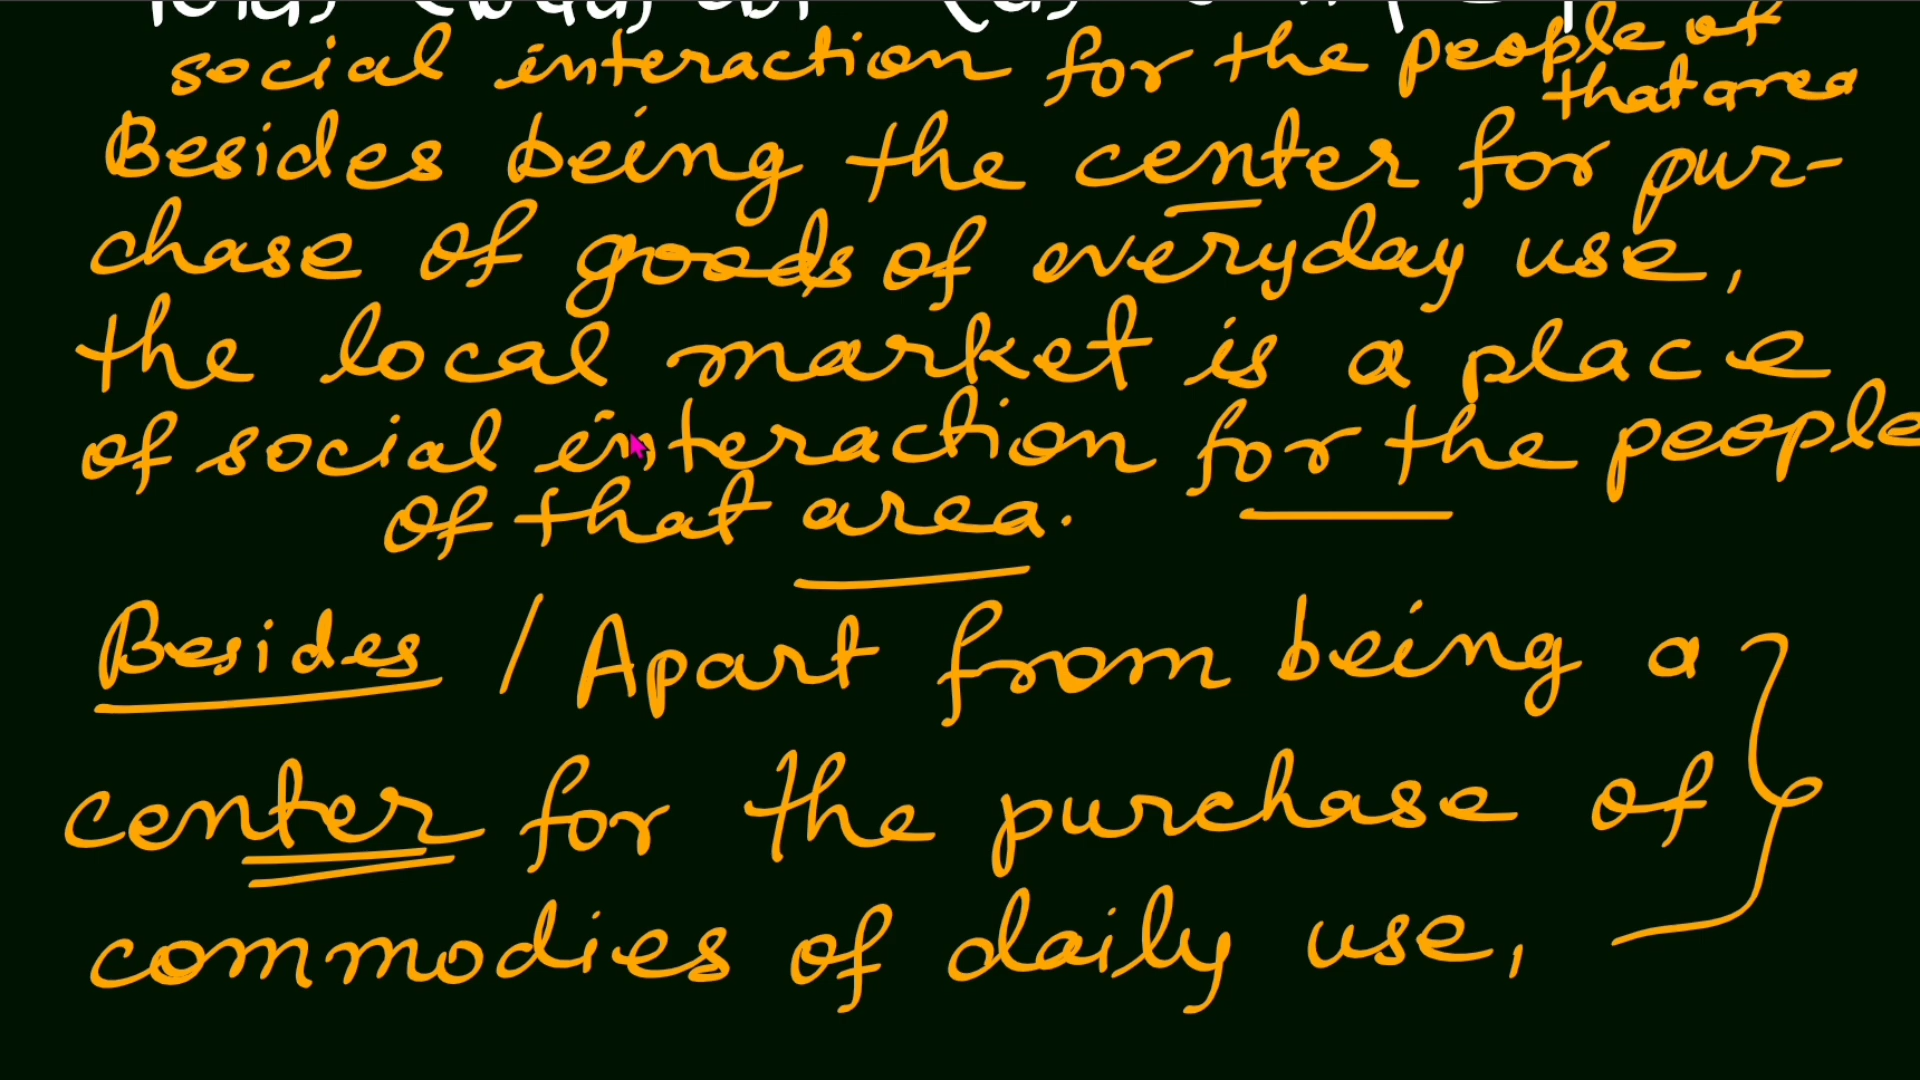 social interaction for the people of
that area
Besides being the center for pur-
chase of goods of everyday use,
the local market is a place
of social interaction for the people
of that area.
Besides / Apart from being a
center for the purchase of
commodies of daily use,